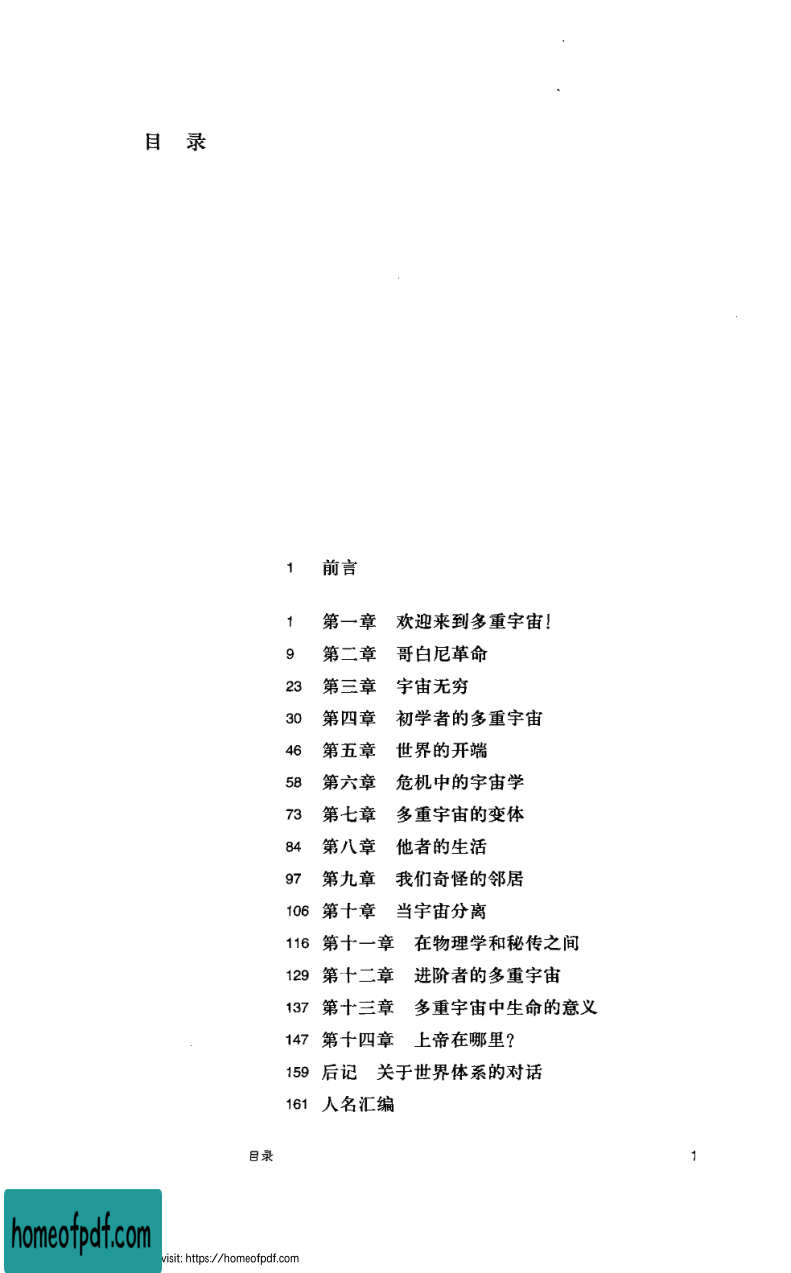 目 录
1 前言
1 第一章 欢迎来到多重宇宙!
9 第二章 哥白尼革命
23 第三章 宇宙无穷
30 第四章 初学者的多重宇宙
46 第五章 世界的开端
58 第六章 危机中的宇宙学
73 第七章 多重宇宙的变体
84 第八章 他者的生活
97 第九章 我们奇怪的邻居
106 第十章 当宇宙分离
116 第十一章 在物理学和秘传之间
129 第十二章 进阶者的多重宇宙
137 第十三章 多重宇宙中生命的意义
147 第十四章 上帝在哪里?
159 后记 关于世界体系的对话
161 人名汇编
目录 1
homeofpdf.com
visit: https://homeofpdf.com